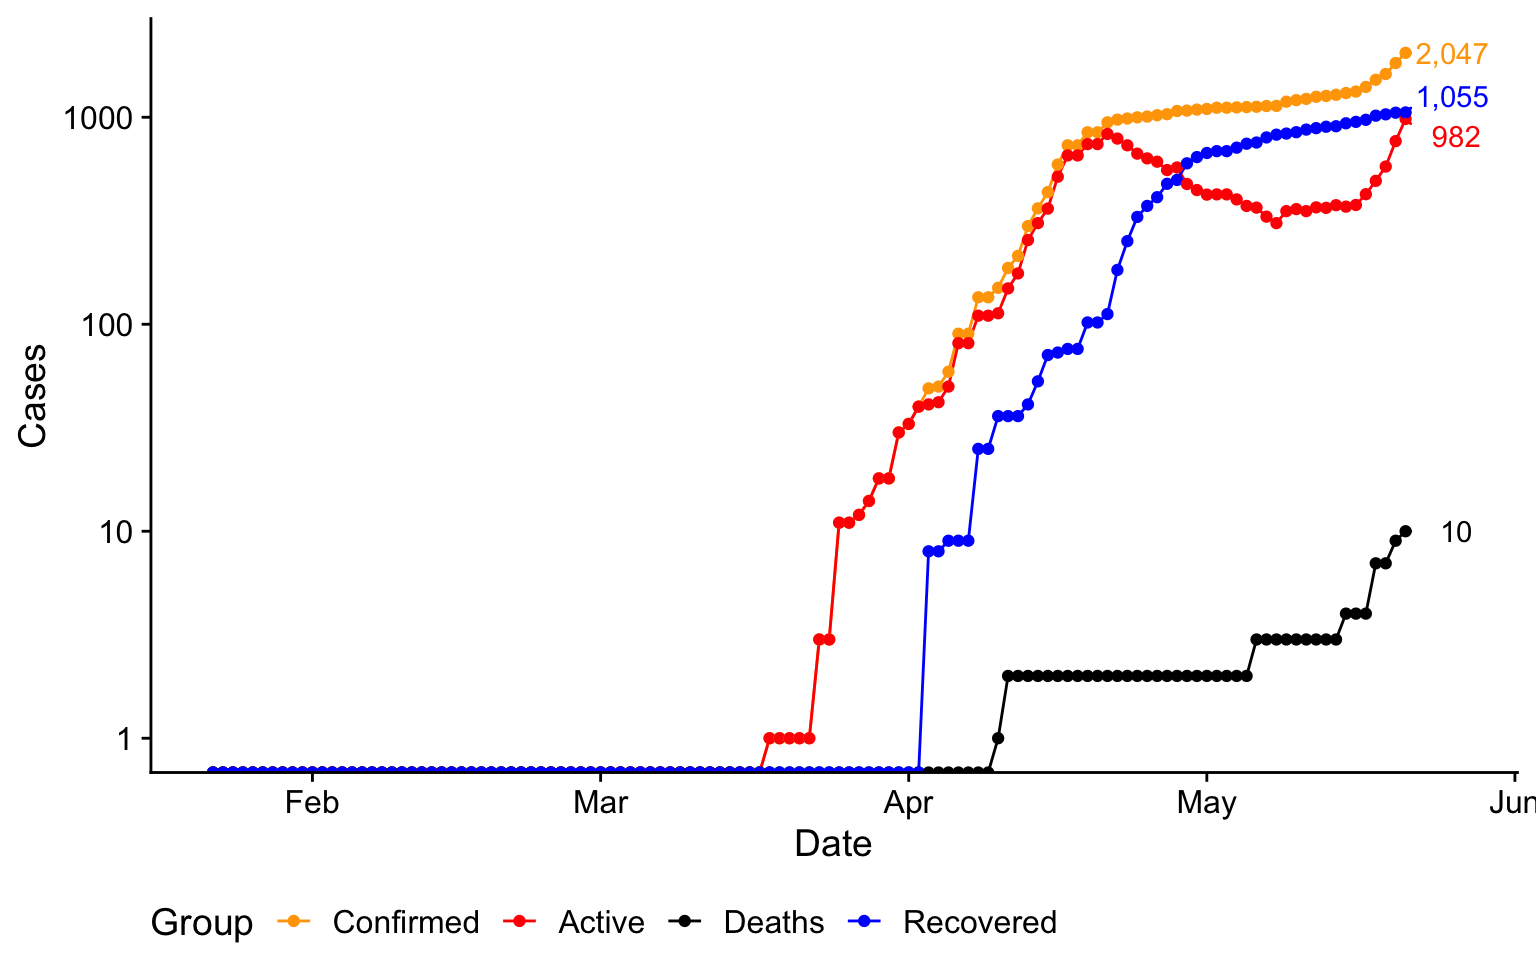 2,047
1,055
982
10
1000
100
10
1
Cases
Feb Mar Apr May Jun
Date
Group Confirmed Active Deaths Recovered